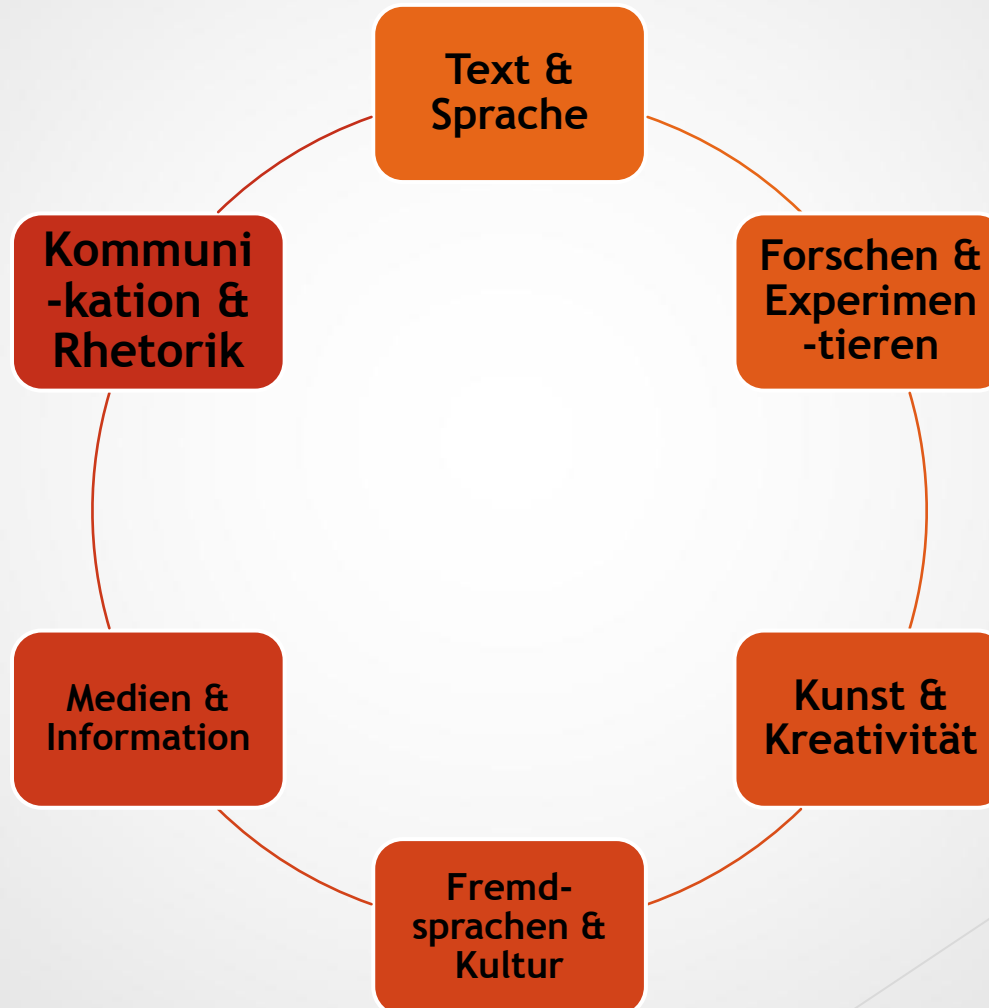 Text &
Sprache
Forschen &
Experimen
-tieren
Kunst &
Kreativität
Fremd-
sprachen &
Kultur
Medien &
Information
Kommuni
-kation &
Rhetorik